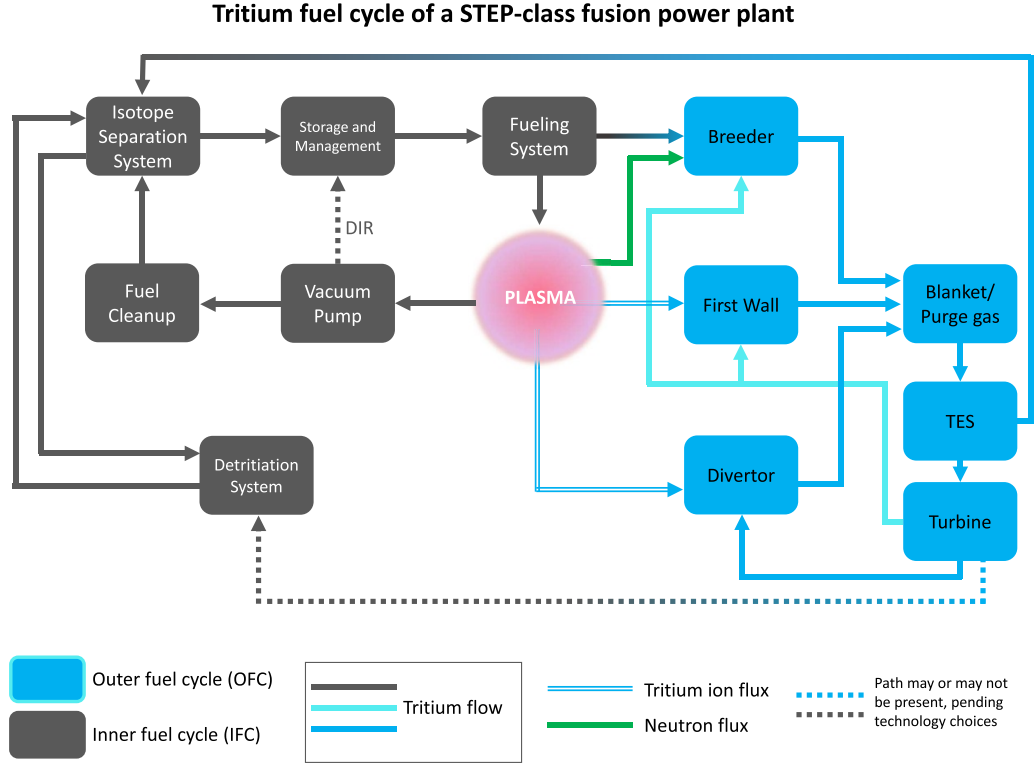 Tritium fuel cycle of a STEP-class fusion power plant
Isotope
Separation
System
Storage and
Management
Fueling
System
Breeder
DIR
Fuel
Cleanup
Vacuum
Pump
PLASMA
First Wall
Blanket/
Purge gas
TES
Detritiation
System
Divertor
Turbine
Outer fuel cycle (OFC)
Inner fuel cycle (IFC)
Tritium flow
Tritium ion flux
Neutron flux
Path may or may not
be present, pending
technology choices